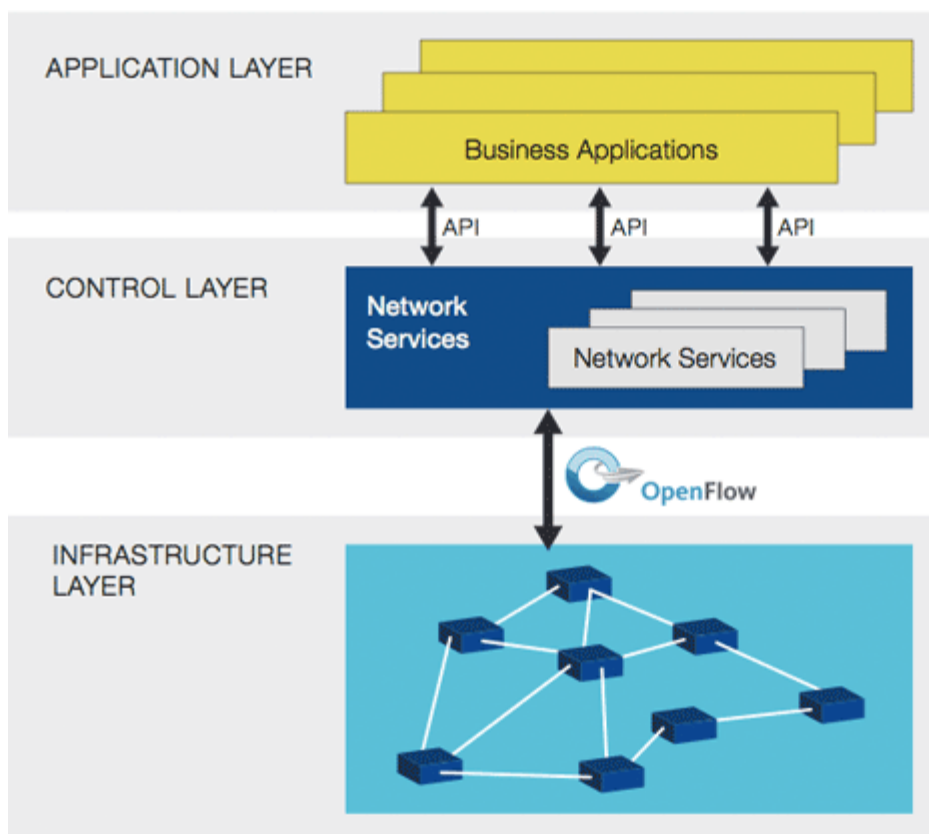 APPLICATION LAYER
Business Applications
API
API
API
CONTROL LAYER
Network
Services
Network Services
OpenFlow
INFRASTRUCTURE
LAYER